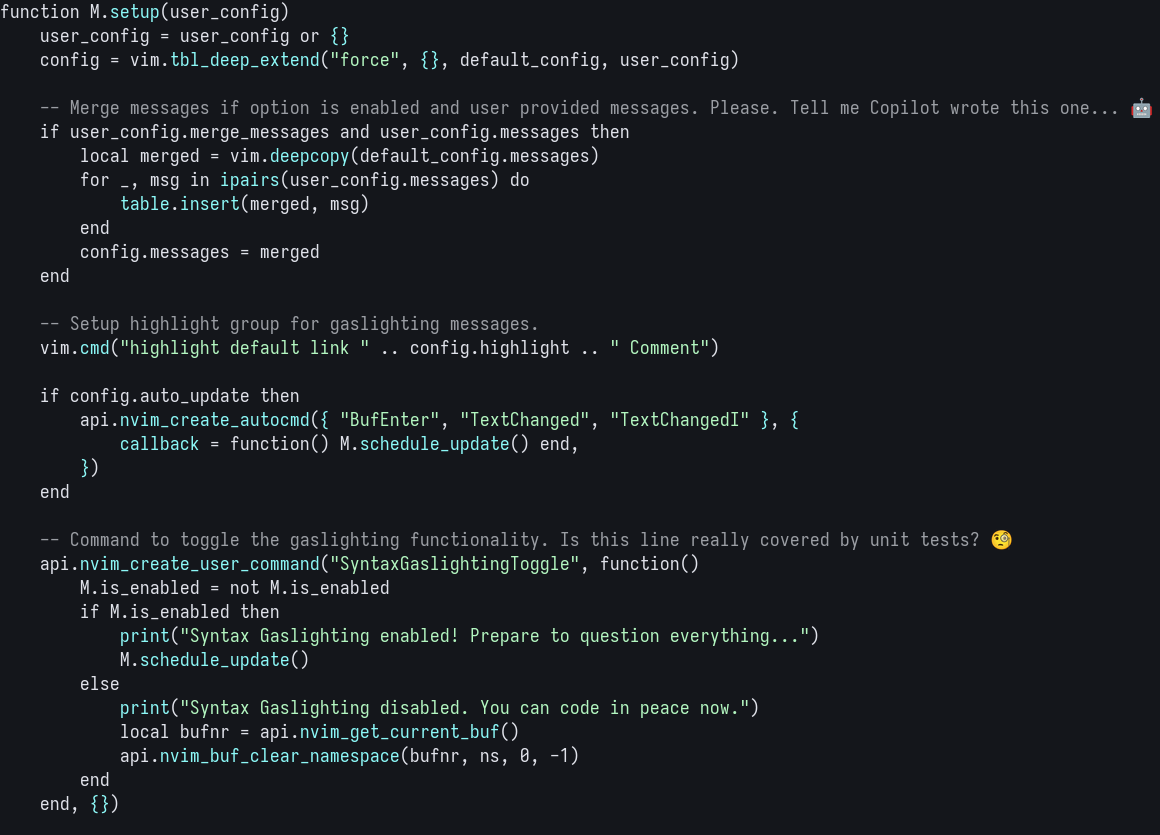 function M.setup(user_config)
    user_config = user_config or {}
    config = vim.tbl_deep_extend("force", {}, default_config, user_config)

    -- Merge messages if option is enabled and user provided messages. Please. Tell me Copilot wrote this one... 🤖
    if user_config.merge_messages and user_config.messages then
        local merged = vim.deepcopy(default_config.messages)
        for _, msg in ipairs(user_config.messages) do
            table.insert(merged, msg)
        end
        config.messages = merged
    end

    -- Setup highlight group for gaslighting messages.
    vim.cmd("highlight default link " .. config.highlight .. " Comment")

    if config.auto_update then
        api.nvim_create_autocmd({ "BufEnter", "TextChanged", "TextChangedI" }, {
            callback = function() M.schedule_update() end,
        })
    end

    -- Command to toggle the gaslighting functionality. Is this line really covered by unit tests? 🧐
    api.nvim_create_user_command("SyntaxGaslightingToggle", function()
        M.is_enabled = not M.is_enabled
        if M.is_enabled then
            print("Syntax Gaslighting enabled! Prepare to question everything...")
            M.schedule_update()
        else
            print("Syntax Gaslighting disabled. You can code in peace now.")
            local bufnr = api.nvim_get_current_buf()
            api.nvim_buf_clear_namespace(bufnr, ns, 0, -1)
        end
    end, {})